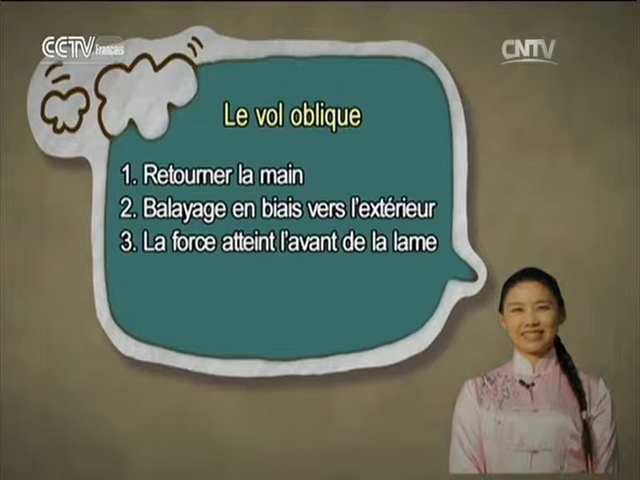 CCTV Français
CNTV
Le vol oblique
1. Retourner la main
2. Balayage en biais vers l'extérieur
3. La force atteint l'avant de la lame